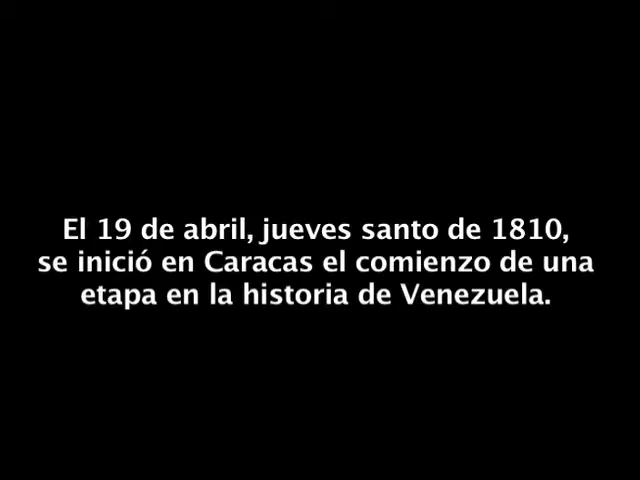 El 19 de abril, jueves santo de 1810,
se inició en Caracas el comienzo de una
etapa en la historia de Venezuela.